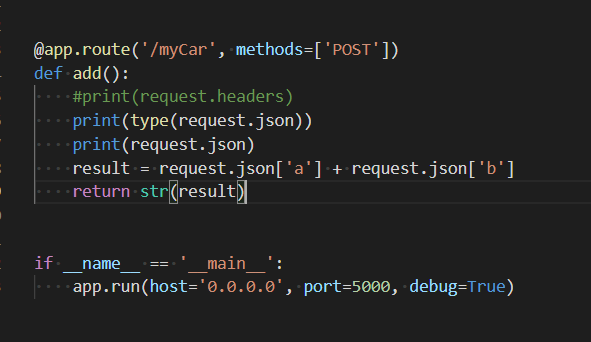 @app.route('/myCar', methods=['POST'])
def add():
    #print(request.headers)
    print(type(request.json))
    print(request.json)
    result = request.json['a'] + request.json['b']
    return str(result)
if __name__ == '__main__':
    app.run(host='0.0.0.0', port=5000, debug=True)